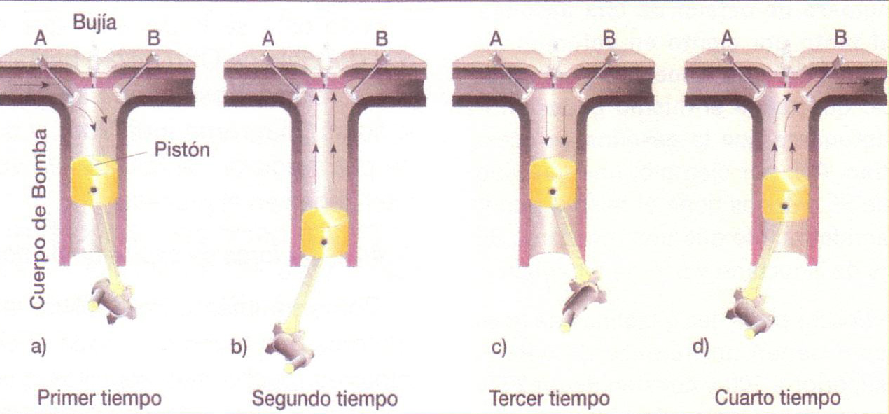 Bujía
A B A B A B A B
Pistón
Cuerpo de Bomba
a) b) c) d)
Primer tiempo Segundo tiempo Tercer tiempo Cuarto tiempo